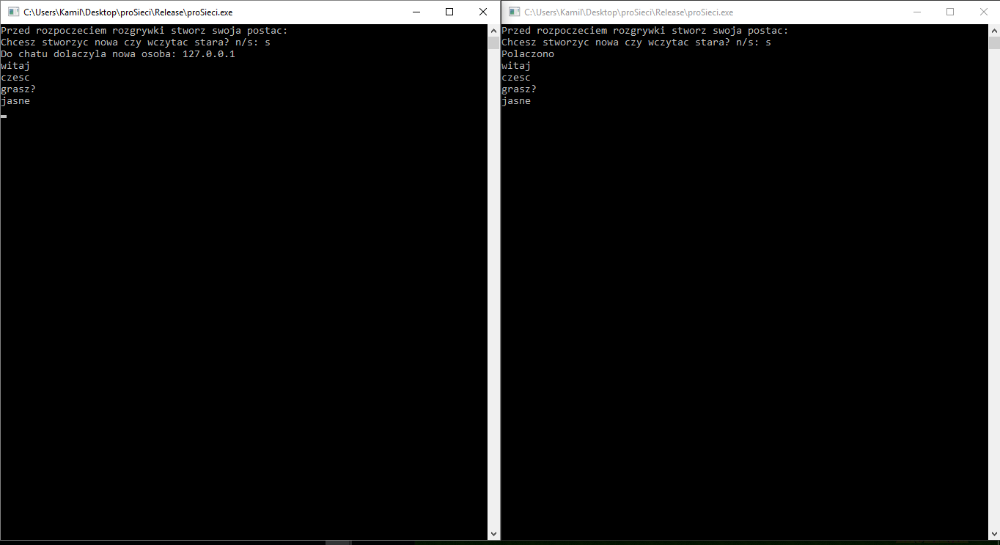 C:\Users\Kamil\Desktop\proSieci\Release\proSieci.exe
Przed rozpoczeciem rozgrywki stworz swoja postac:
Chcesz stworzyc nowa czy wczytac stara? n/s: s
Do chatu dolaczyla nowa osoba: 127.0.0.1
witaj
czesc
grasz?
jasne
C:\Users\Kamil\Desktop\proSieci\Release\proSieci.exe
Przed rozpoczeciem rozgrywki stworz swoja postac:
Chcesz stworzyc nowa czy wczytac stara? n/s: s
Polaczono
witaj
czesc
grasz?
jasne